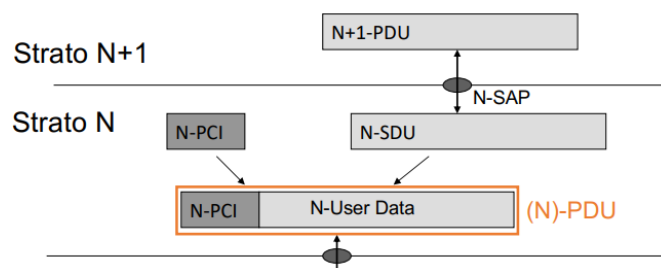 N+1-PDU
Strato N+1
N-SAP
Strato N
N-PCI
N-SDU
N-PCI
N-User Data
(N)-PDU